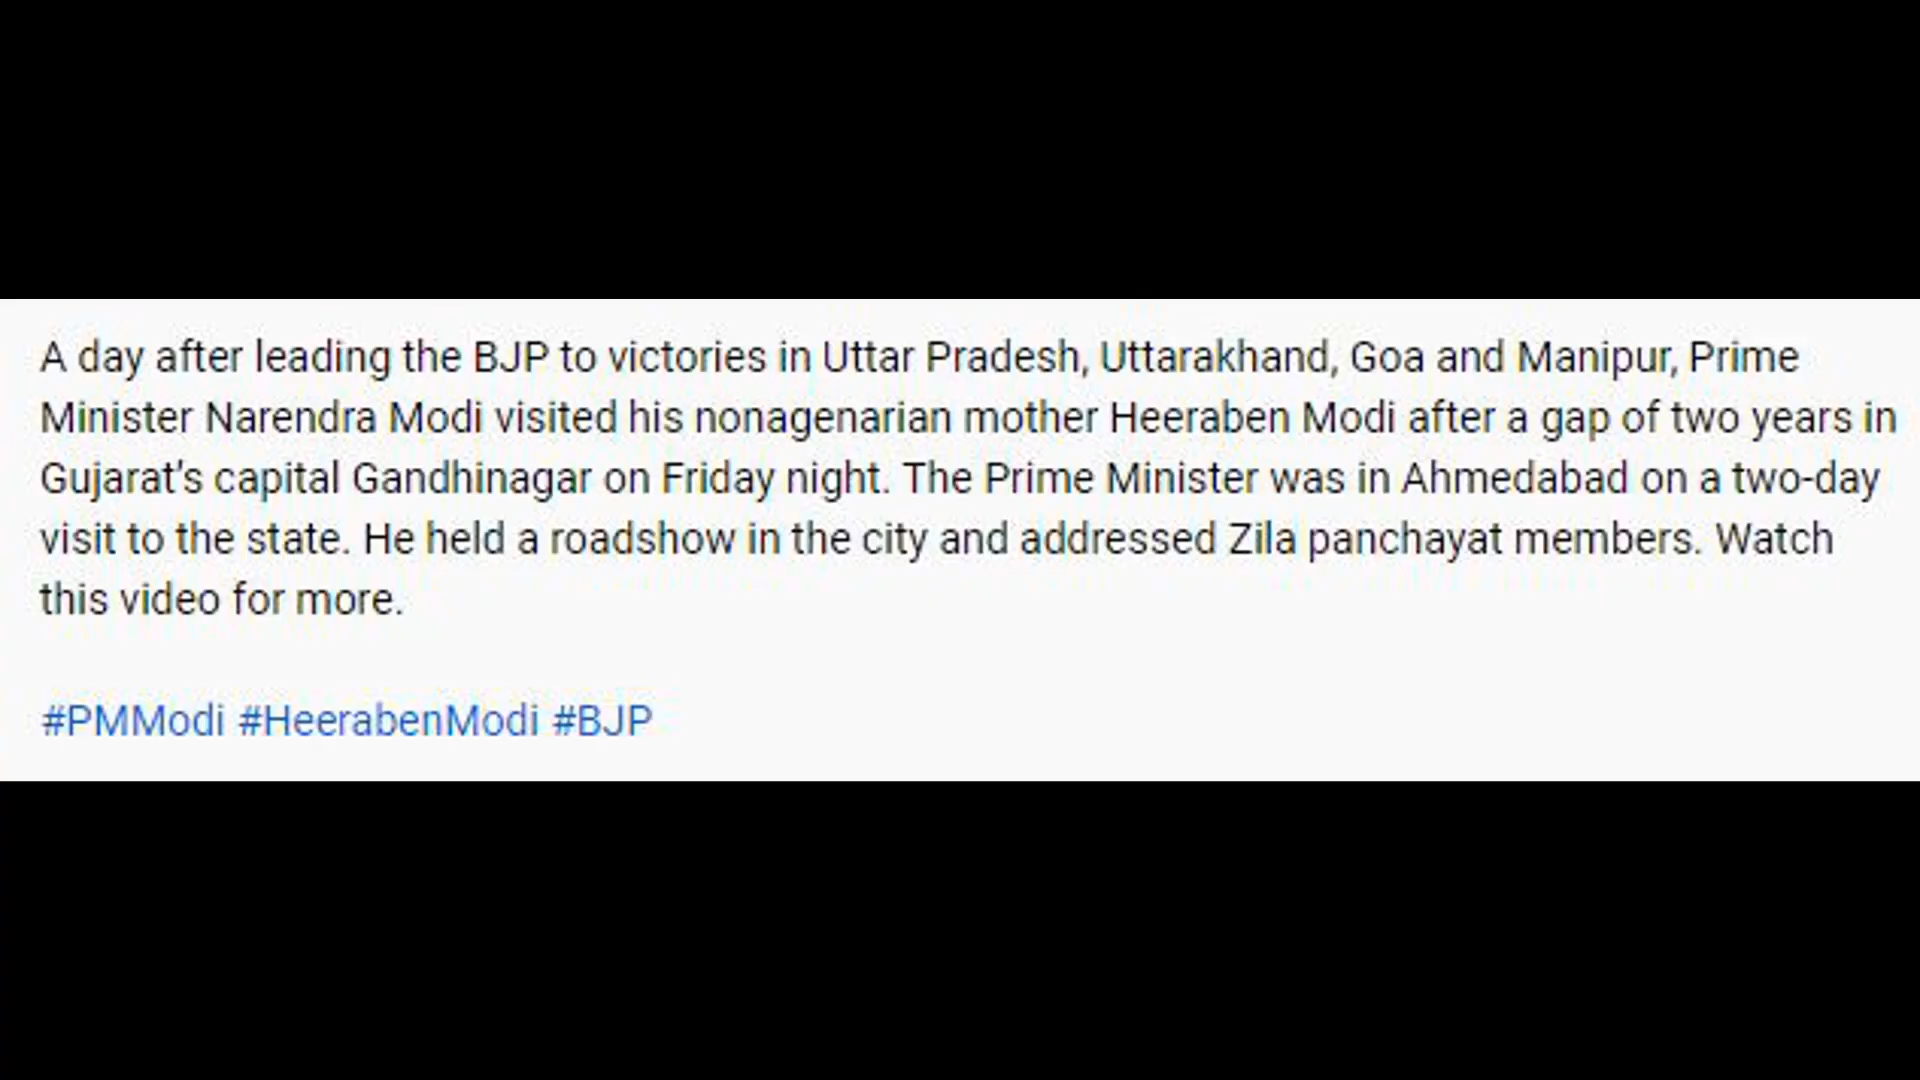 A day after leading the BJP to victories in Uttar Pradesh, Uttarakhand, Goa and Manipur, Prime
Minister Narendra Modi visited his nonagenarian mother Heeraben Modi after a gap of two years in
Gujarat's capital Gandhinagar on Friday night. The Prime Minister was in Ahmedabad on a two-day
visit to the state. He held a roadshow in the city and addressed Zila panchayat members. Watch
this video for more.
#PMModi #HeerabenModi #BJP